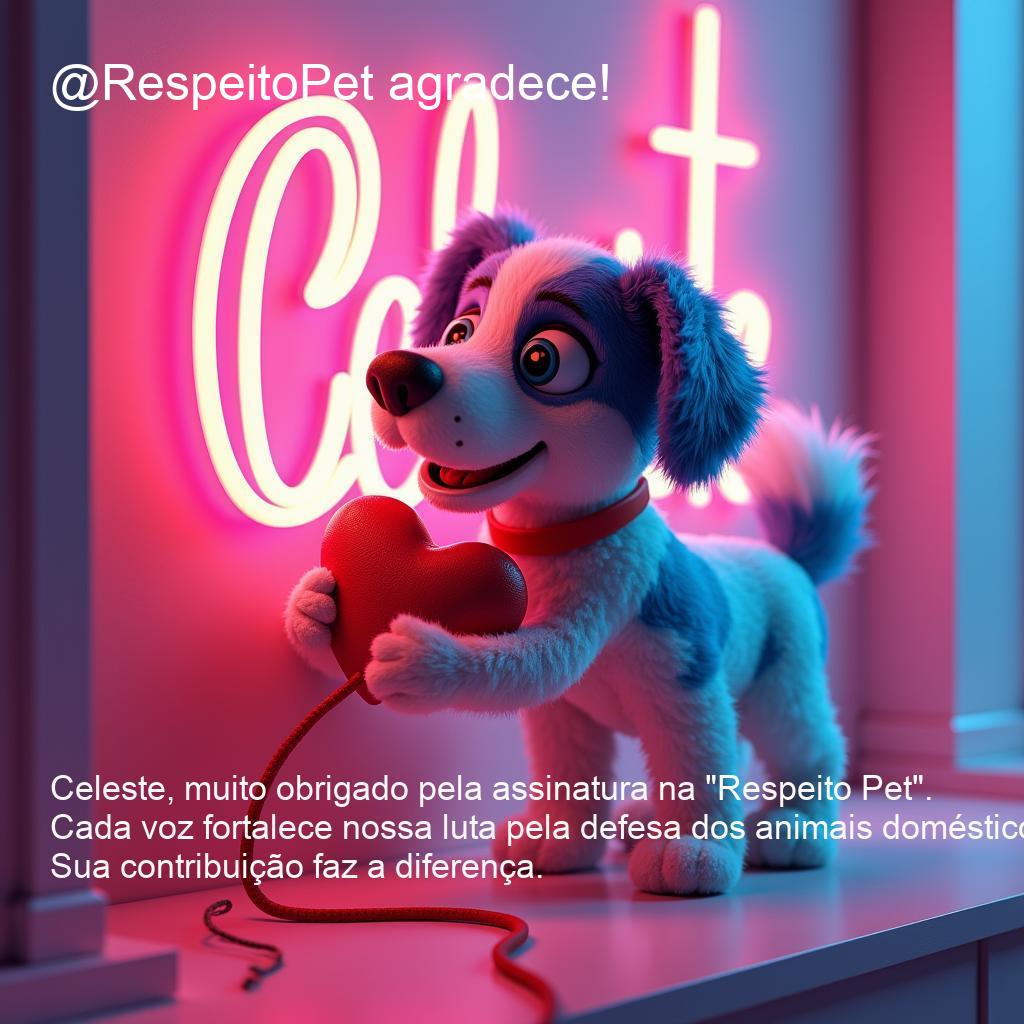 @RespeitoPet agradece!
Celeste, muito obrigado pela assinatura na "Respeito Pet".
Cada voz fortalece nossa luta pela defesa dos animais doméstico
Sua contribuição faz a diferença.